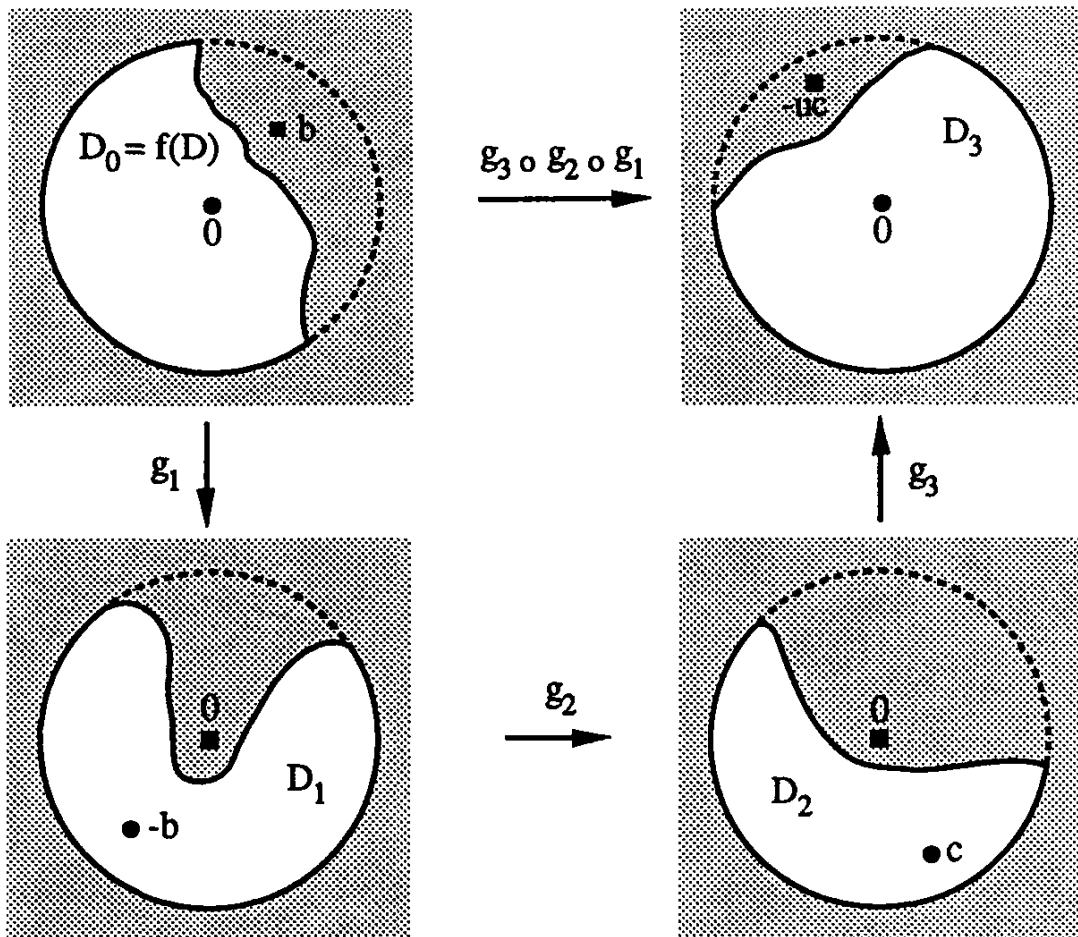 D₀ = f(D)
b
0
g₃ o g₂ o g₁
-uc
D₃
0
g₁
g₃
0
D₁
-b
g₂
0
D₂
c